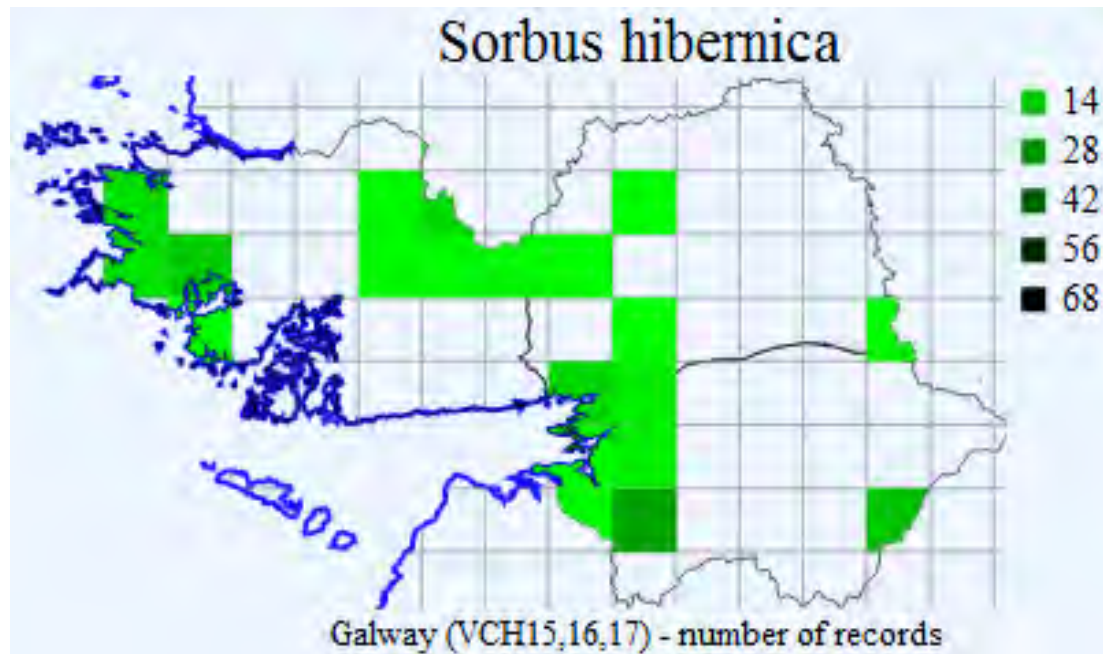 Sorbus hibernica
14
28
42
56
68
Galway (VCH15,16,17) - number of records